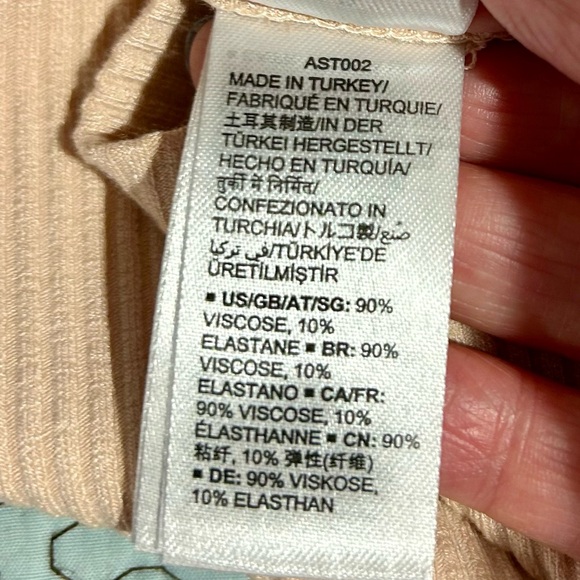 AST002
MADE IN TURKEY/
FABRIQUÉ EN TURQUIE/
土耳其制造/IN DER
TÜRKEI HERGESTELLT/
HECHO EN TURQUÍA/
तुर्की में निर्मित/
CONFEZIONATO IN
TURCHIA/トルコ製/صُنع
في تركيا/TÜRKİYE'DE
ÜRETİLMİŞTİR
▪ US/GB/AT/SG: 90%
VISCOSE, 10%
ELASTANE ▪ BR: 90%
VISCOSE, 10%
ELASTANO ▪ CA/FR:
90% VISCOSE, 10%
ÉLASTHANNE ▪ CN: 90%
粘纤, 10% 弹性(纤维)
▪ DE: 90% VISKOSE,
10% ELASTHAN